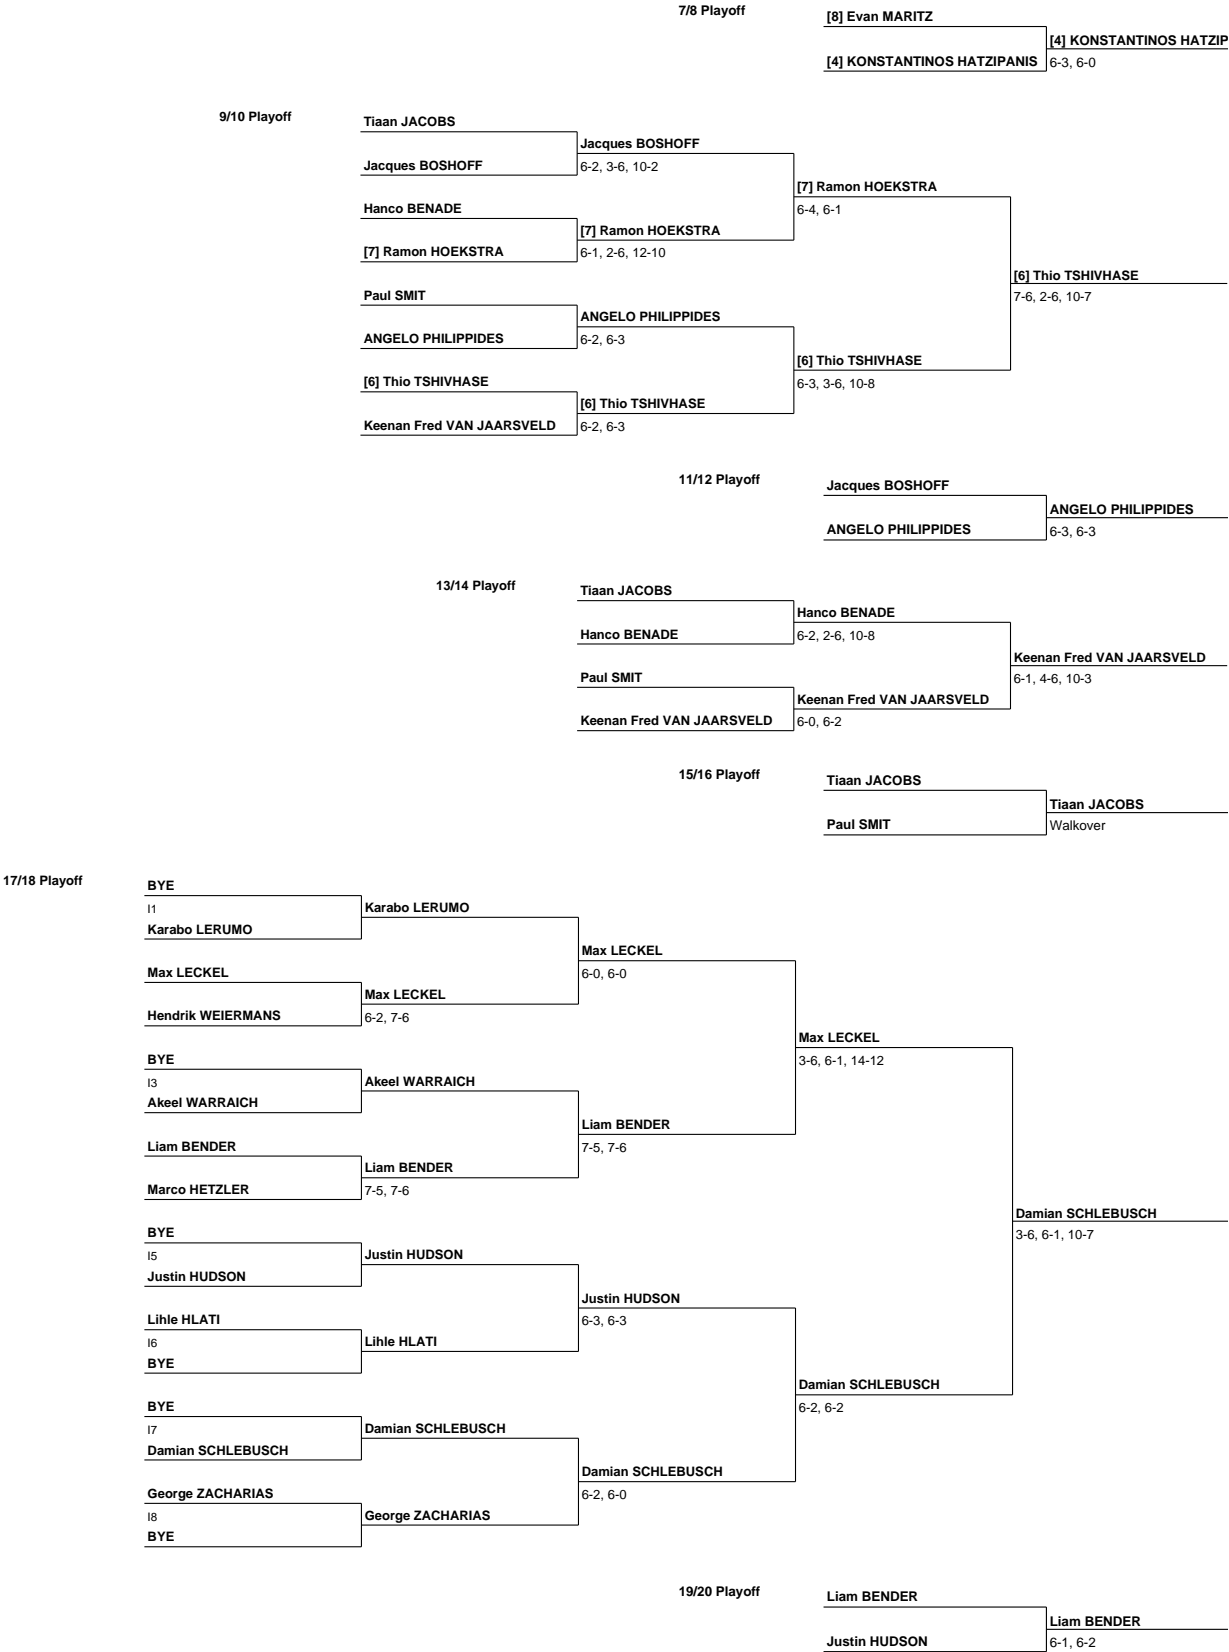 7/8 Playoff
[8] Evan MARITZ
[4] KONSTANTINOS HATZIP
[4] KONSTANTINOS HATZIPANIS
6-3, 6-0
9/10 Playoff
Tiaan JACOBS
Jacques BOSHOFF
Jacques BOSHOFF
6-2, 3-6, 10-2
[7] Ramon HOEKSTRA
6-4, 6-1
Hanco BENADE
[7] Ramon HOEKSTRA
[7] Ramon HOEKSTRA
6-1, 2-6, 12-10
[6] Thio TSHIVHASE
7-6, 2-6, 10-7
Paul SMIT
ANGELO PHILIPPIDES
ANGELO PHILIPPIDES
6-2, 6-3
[6] Thio TSHIVHASE
6-3, 3-6, 10-8
[6] Thio TSHIVHASE
[6] Thio TSHIVHASE
Keenan Fred VAN JAARSVELD
6-2, 6-3
11/12 Playoff
Jacques BOSHOFF
ANGELO PHILIPPIDES
ANGELO PHILIPPIDES
6-3, 6-3
13/14 Playoff
Tiaan JACOBS
Hanco BENADE
Hanco BENADE
6-2, 2-6, 10-8
Keenan Fred VAN JAARSVELD
6-1, 4-6, 10-3
Paul SMIT
Keenan Fred VAN JAARSVELD
Keenan Fred VAN JAARSVELD
6-0, 6-2
15/16 Playoff
Tiaan JACOBS
Tiaan JACOBS
Paul SMIT
Walkover
17/18 Playoff
BYE
I1
Karabo LERUMO
Karabo LERUMO
Max LECKEL
6-0, 6-0
Max LECKEL
Max LECKEL
Hendrik WEIERMANS
6-2, 7-6
Max LECKEL
3-6, 6-1, 14-12
BYE
I3
Akeel WARRAICH
Akeel WARRAICH
Liam BENDER
7-5, 7-6
Liam BENDER
Liam BENDER
Marco HETZLER
7-5, 7-6
Damian SCHLEBUSCH
3-6, 6-1, 10-7
BYE
I5
Justin HUDSON
Justin HUDSON
Justin HUDSON
6-3, 6-3
Lihle HLATI
I6
Lihle HLATI
BYE
Damian SCHLEBUSCH
6-2, 6-2
BYE
I7
Damian SCHLEBUSCH
Damian SCHLEBUSCH
Damian SCHLEBUSCH
6-2, 6-0
George ZACHARIAS
I8
George ZACHARIAS
BYE
19/20 Playoff
Liam BENDER
Liam BENDER
Justin HUDSON
6-1, 6-2